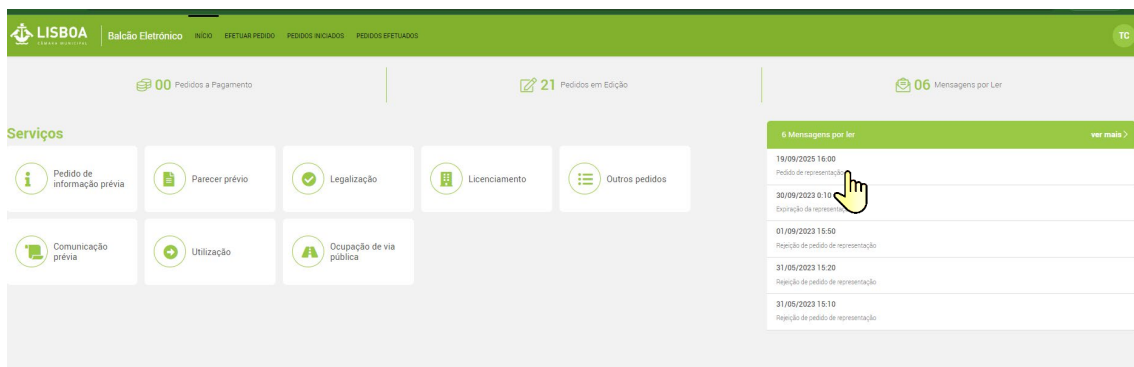 LISBOA
CÂMARA MUNICIPAL
Balcão Eletrónico
INÍCIO EFETUAR PEDIDO PEDIDOS INICIADOS PEDIDOS EFETUADOS
TC
00 Pedidos a Pagamento
21 Pedidos em Edição
06 Mensagens por Ler
Serviços
Pedido de
informação prévia
Parecer prévio
Legalização
Licenciamento
Outros pedidos
Comunicação
prévia
Utilização
Ocupação de via
pública
6 Mensagens por ler
ver mais >
19/09/2025 16:00
Pedido de representação
30/09/2023 0:10
Expiração da
01/09/2023 15:50
Rejeição de pedido de representação
31/05/2023 15:20
Rejeição de pedido de representação
31/05/2023 15:10
Rejeição de pedido de representação